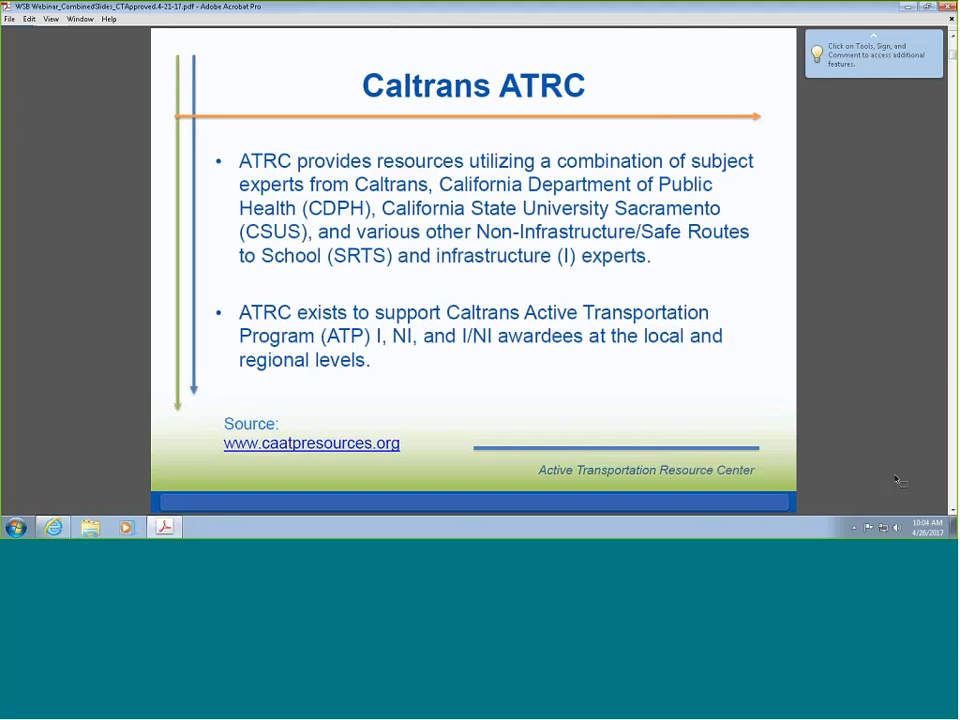 WSB Webinar_CombinedSlides_CTApproved.4-21-17.pdf - Adobe Acrobat Pro
File Edit View Window Help
Click on Tools, Sign, and
Comment to access additional
features.
Caltrans ATRC
• ATRC provides resources utilizing a combination of subject
experts from Caltrans, California Department of Public
Health (CDPH), California State University Sacramento
(CSUS), and various other Non-Infrastructure/Safe Routes
to School (SRTS) and infrastructure (I) experts.
• ATRC exists to support Caltrans Active Transportation
Program (ATP) I, NI, and I/NI awardees at the local and
regional levels.
Source:
www.caatpresources.org
Active Transportation Resource Center
10:04 AM
4/26/2017